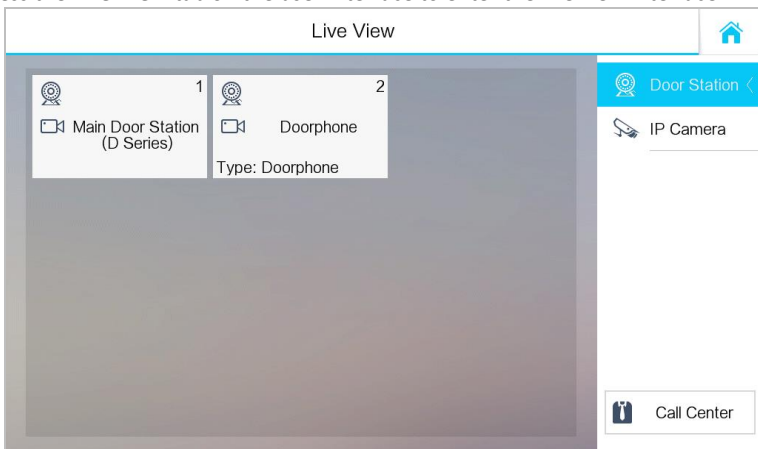 Live View
1
Main Door Station
(D Series)
2
Doorphone
Type: Doorphone
Door Station
IP Camera
Call Center